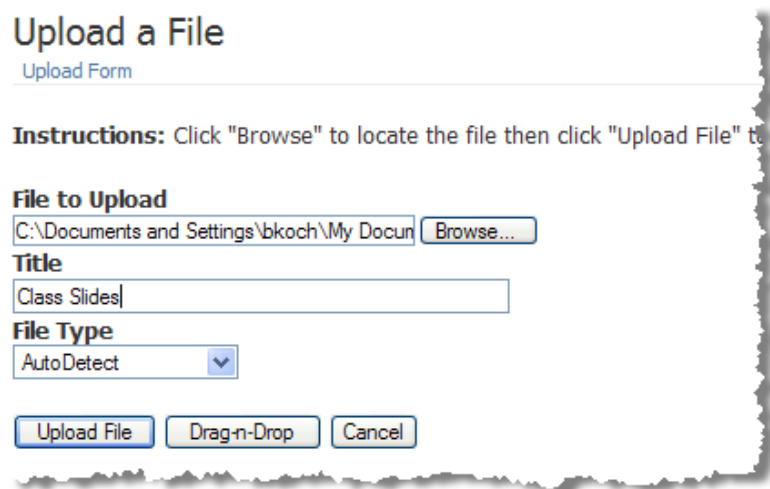 Upload a File
Upload Form
Instructions: Click "Browse" to locate the file then click "Upload File"
File to Upload
C:\Documents and Settings\bkoch\My Docum Browse...
Title
Class Slides
File Type
AutoDetect
Upload File Drag-n-Drop Cancel